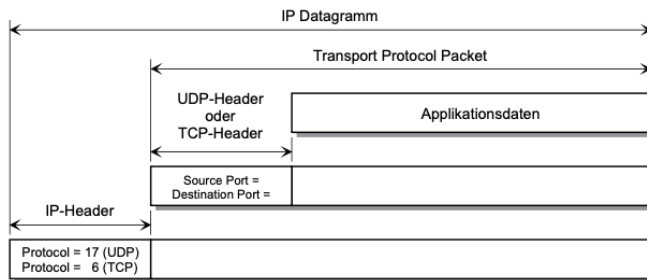 IP Datagramm
Transport Protocol Packet
UDP-Header
oder
TCP-Header
Applikationsdaten
Source Port =
Destination Port =
IP-Header
Protocol = 17 (UDP)
Protocol = 6 (TCP)